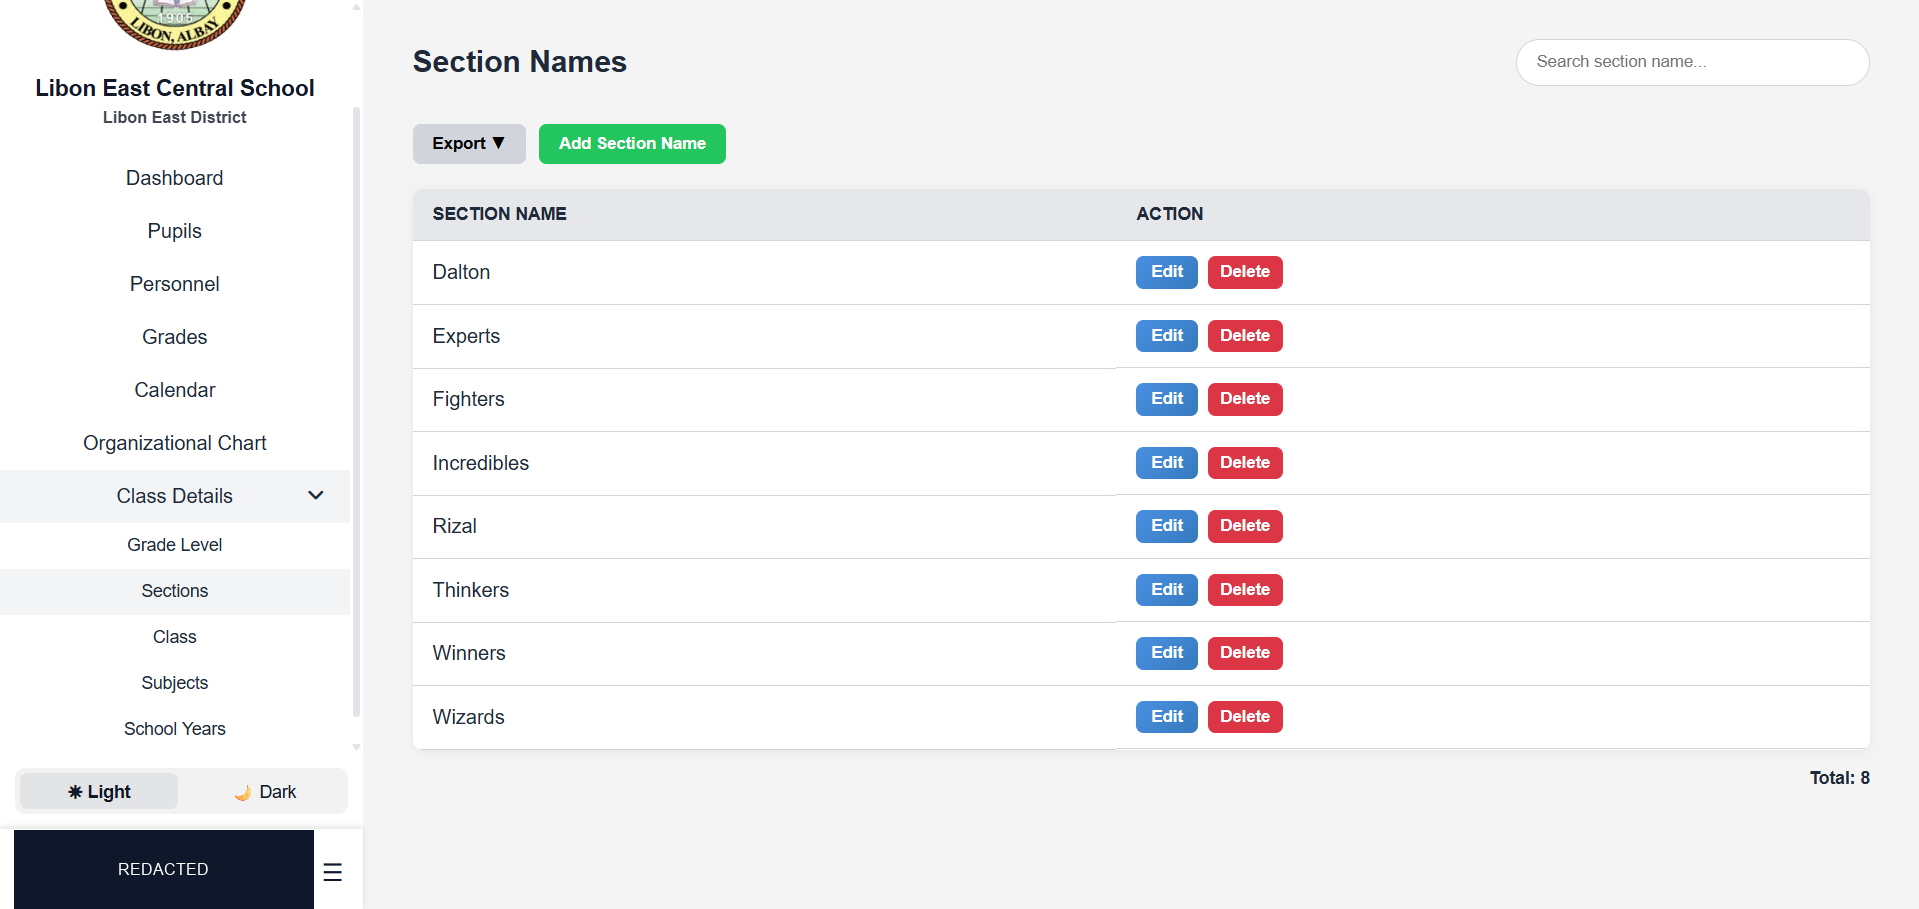 1905
LIBON, ALBAY
Libon East Central School
Libon East District
Dashboard
Pupils
Personnel
Grades
Calendar
Organizational Chart
Class Details
Grade Level
Sections
Class
Subjects
School Years
Light
Dark
REDACTED
Section Names
Search section name...
Export ▼
Add Section Name
SECTION NAME ACTION
Dalton Edit Delete
Experts Edit Delete
Fighters Edit Delete
Incredibles Edit Delete
Rizal Edit Delete
Thinkers Edit Delete
Winners Edit Delete
Wizards Edit Delete
Total: 8